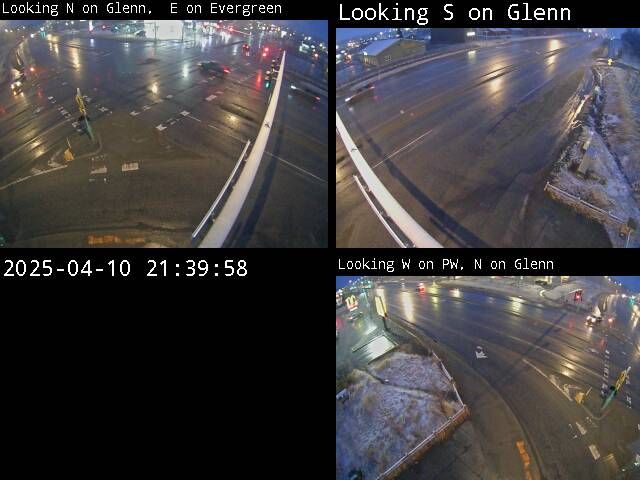 Looking N on Glenn,  E on Evergreen
Looking S on Glenn
2025-04-10 21:39:58
Looking W on PW, N on Glenn